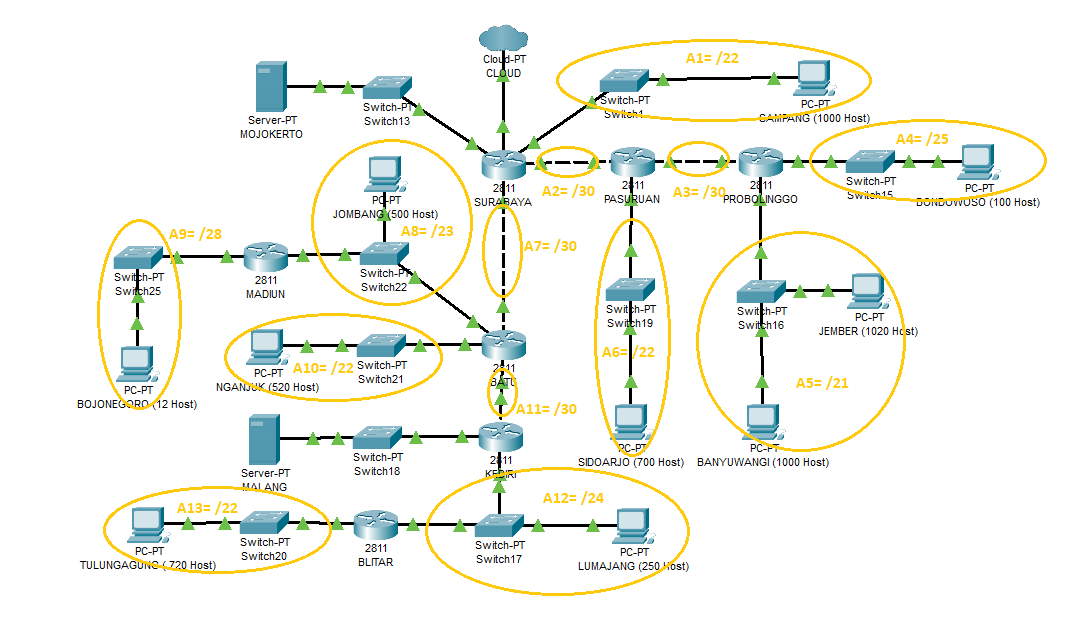 Cloud-PT
CLOUD
A1= /22
Switch-PT
Switch1
PC-PT
SAMPANG (1000 Host)
Server-PT
MOJOKERTO
Switch-PT
Switch13
2811
SURABAYA
A2= /30
2811
PASURUAN
A3= /30
2811
PROBOLINGGO
A4= /25
Switch-PT
Switch15
PC-PT
BONDOWOSO (100 Host)
PC-PT
JOMBANG (500 Host)
A8= /23
Switch-PT
Switch22
A7= /30
A9= /28
Switch-PT
Switch25
2811
MADIUN
PC-PT
BOJONEGORO (12 Host)
Switch-PT
Switch19
A6= /22
PC-PT
SIDOARJO (700 Host)
Switch-PT
Switch16
PC-PT
JEMBER (1020 Host)
A5= /21
PC-PT
BANYUWANGI (1000 Host)
PC-PT
NGANJUK (520 Host)
A10= /22
Switch-PT
Switch21
2811
BATU
A11= /30
Server-PT
MALANG
Switch-PT
Switch18
2811
KEDIRI
A13= /22
PC-PT
TULUNGAGUNG ( 720 Host)
Switch-PT
Switch20
2811
BLITAR
A12= /24
Switch-PT
Switch17
PC-PT
LUMAJANG (250 Host)